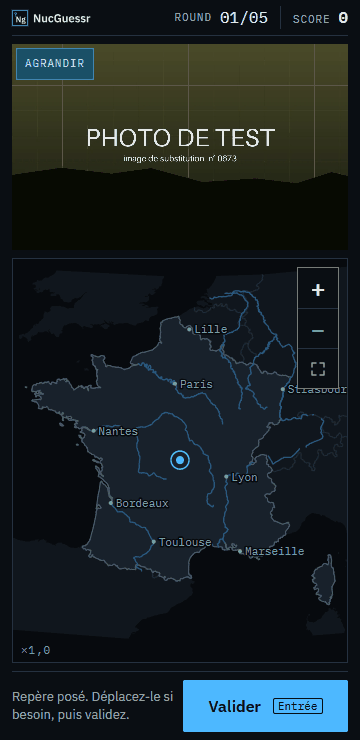 Ng NucGuessr ROUND 01/05 SCORE 0
AGRANDIR
PHOTO DE TEST
image de substitution n° 0673
+
−
Lille
Paris
Strasbour
Nantes
Lyon
Bordeaux
Toulouse
Marseille
×1,0
Repère posé. Déplacez-le si
besoin, puis validez.
Valider Entrée